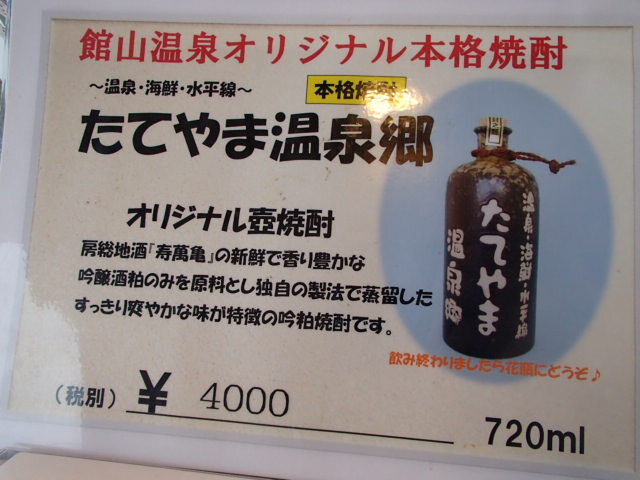 館山温泉オリジナル本格焼酎
～温泉・海鮮・水平線～
本格焼酎
たてやま温泉郷
オリジナル壺焼酎
房総地酒『寿萬亀』の新鮮で香り豊かな
吟醸酒粕のみを原料とし独自の製法で蒸留した
すっきり爽やかな味が特徴の吟粕焼酎です。
温泉・海鮮・水平線
たてやま
温泉郷
飲み終わりましたら花瓶にどうぞ♪
（税別） ￥ 4000
720ml